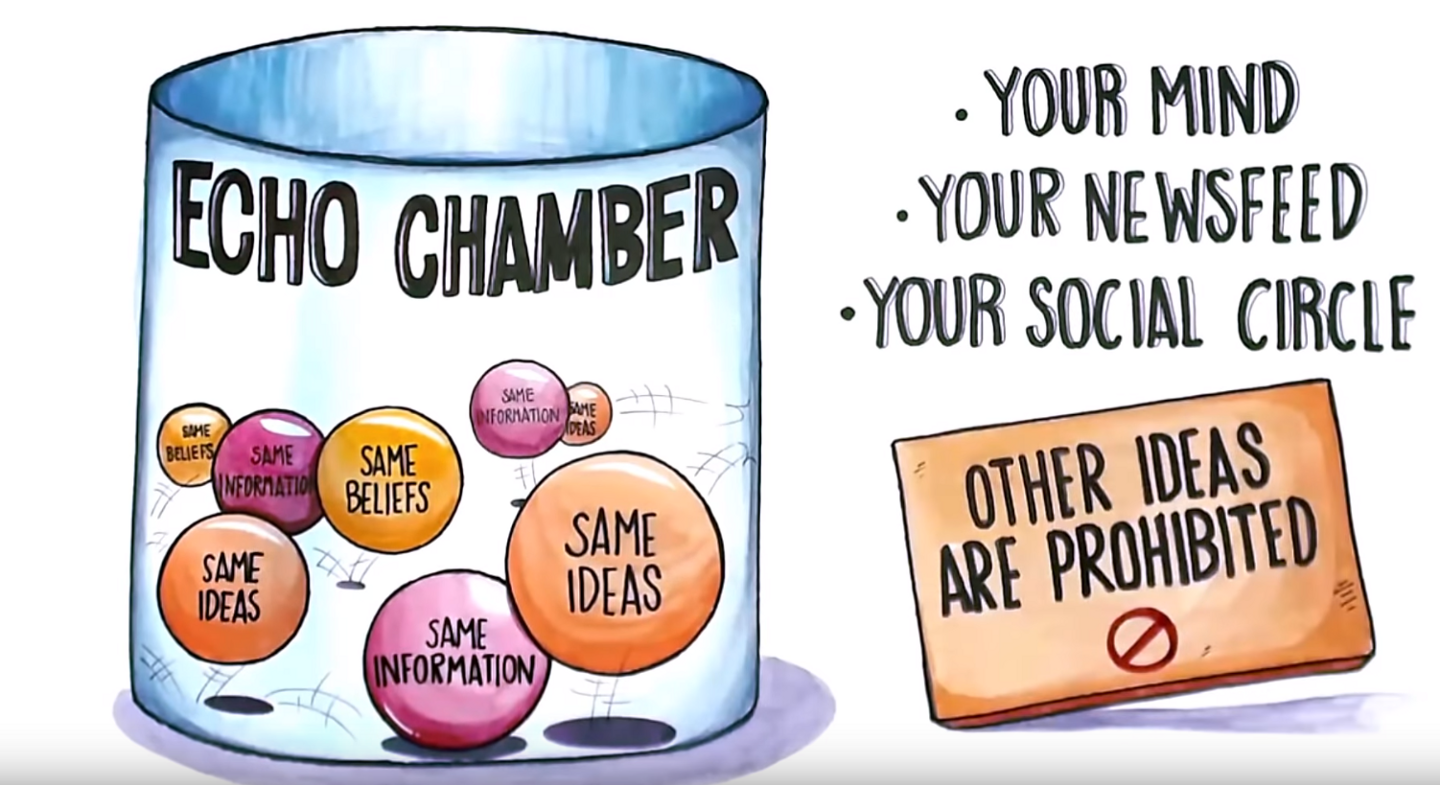 ECHO CHAMBER
SAME
BELIEFS
SAME
INFORMATION
SAME
BELIEFS
SAME
INFORMATION
SAME
IDEAS
SAME
IDEAS
SAME
INFORMATION
SAME
IDEAS
• YOUR MIND
• YOUR NEWSFEED
• YOUR SOCIAL CIRCLE
OTHER IDEAS
ARE PROHIBITED